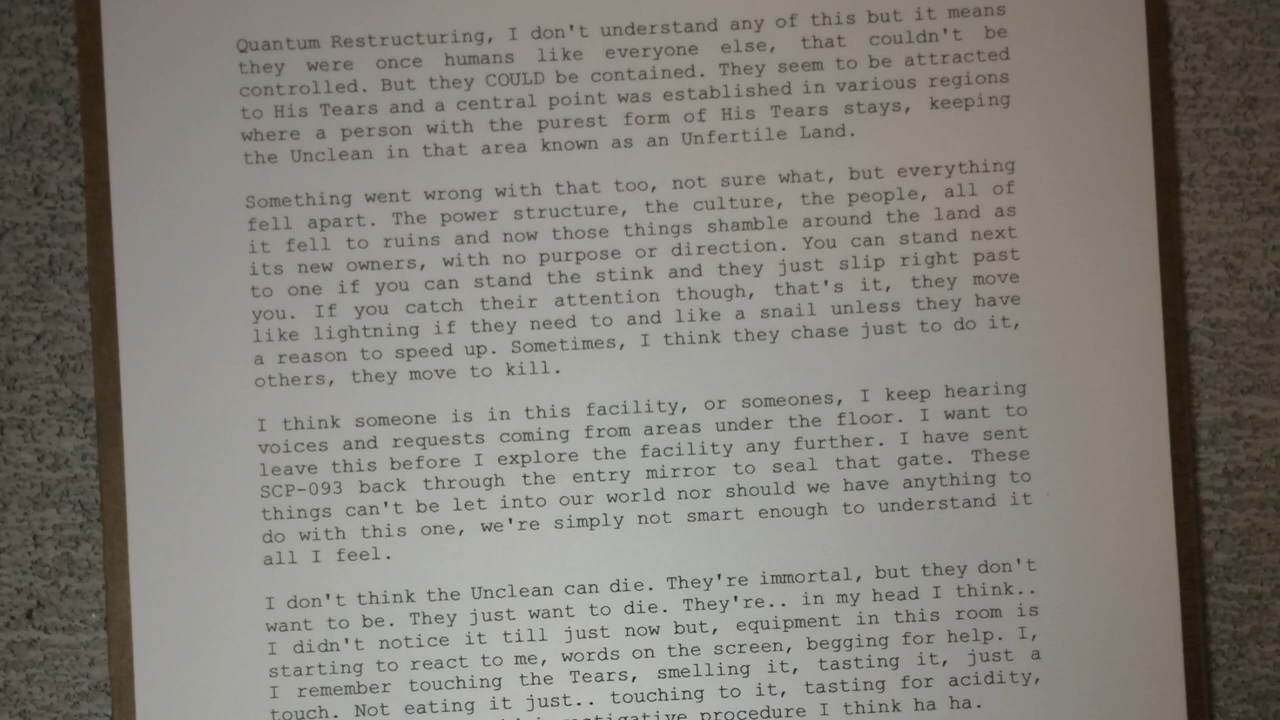 Quantum Restructuring, I don't understand any of this but it means
they were once humans like everyone else, that couldn't be
controlled. But they COULD be contained. They seem to be attracted
to His Tears and a central point was established in various regions
where a person with the purest form of His Tears stays, keeping
the Unclean in that area known as an Unfertile Land.
Something went wrong with that too, not sure what, but everything
fell apart. The power structure, the culture, the people, all of
it fell to ruins and now those things shamble around the land as
its new owners, with no purpose or direction. You can stand next
to one if you can stand the stink and they just slip right past
you. If you catch their attention though, that's it, they move
like lightning if they need to and like a snail unless they have
a reason to speed up. Sometimes, I think they chase just to do it,
others, they move to kill.
I think someone is in this facility, or someones, I keep hearing
voices and requests coming from areas under the floor. I want to
leave this before I explore the facility any further. I have sent
SCP-093 back through the entry mirror to seal that gate. These
things can't be let into our world nor should we have anything to
do with this one, we're simply not smart enough to understand it
all I feel.
I don't think the Unclean can die. They're immortal, but they don't
want to be. They just want to die. They're.. in my head I think..
I didn't notice it till just now but, equipment in this room is
starting to react to me, words on the screen, begging for help. I,
I remember touching the Tears, smelling it, tasting it, just a
touch. Not eating it just.. touching to it, tasting for acidity,
procedure I think ha ha.